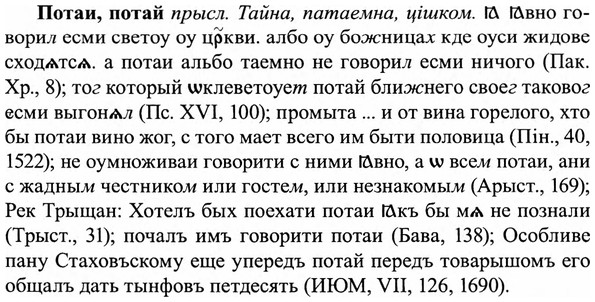 Потаи, потай прысл. Тайна, патаемна, цішком. Ꙗ ꙗвно го-
ворил есми светоу оу цр҃кви. албо оу божницах кде оуси жидове
сходѧтсѧ. а потаи альбо таемно не говорил есми ничого (Пак.
Хр., 8); тог который ѡклеветоует потай ближнего своег таковог
есми выгонѧл (Пс. XVI, 100); промыта ... и от вина горелого, хто
бы потаи вино жог, с того мает всего им быти половица (Пін., 40,
1522); не оумноживаи говорити с ними ꙗвно, а ѡ всем потаи, ани
с жадным честником или гостем, или незнакомым (Арыст., 169);
Рек Трыщан: Хотелъ бых поехати потаи ꙗкъ бы мѧ не познали
(Трыст., 31); почалъ имъ говорити потаи (Бава, 138); Особливе
пану Стаховъскому еще упередъ потай передъ товарышомъ его
общалъ дать тынфовъ петдесять (ИЮМ, VII, 126, 1690).